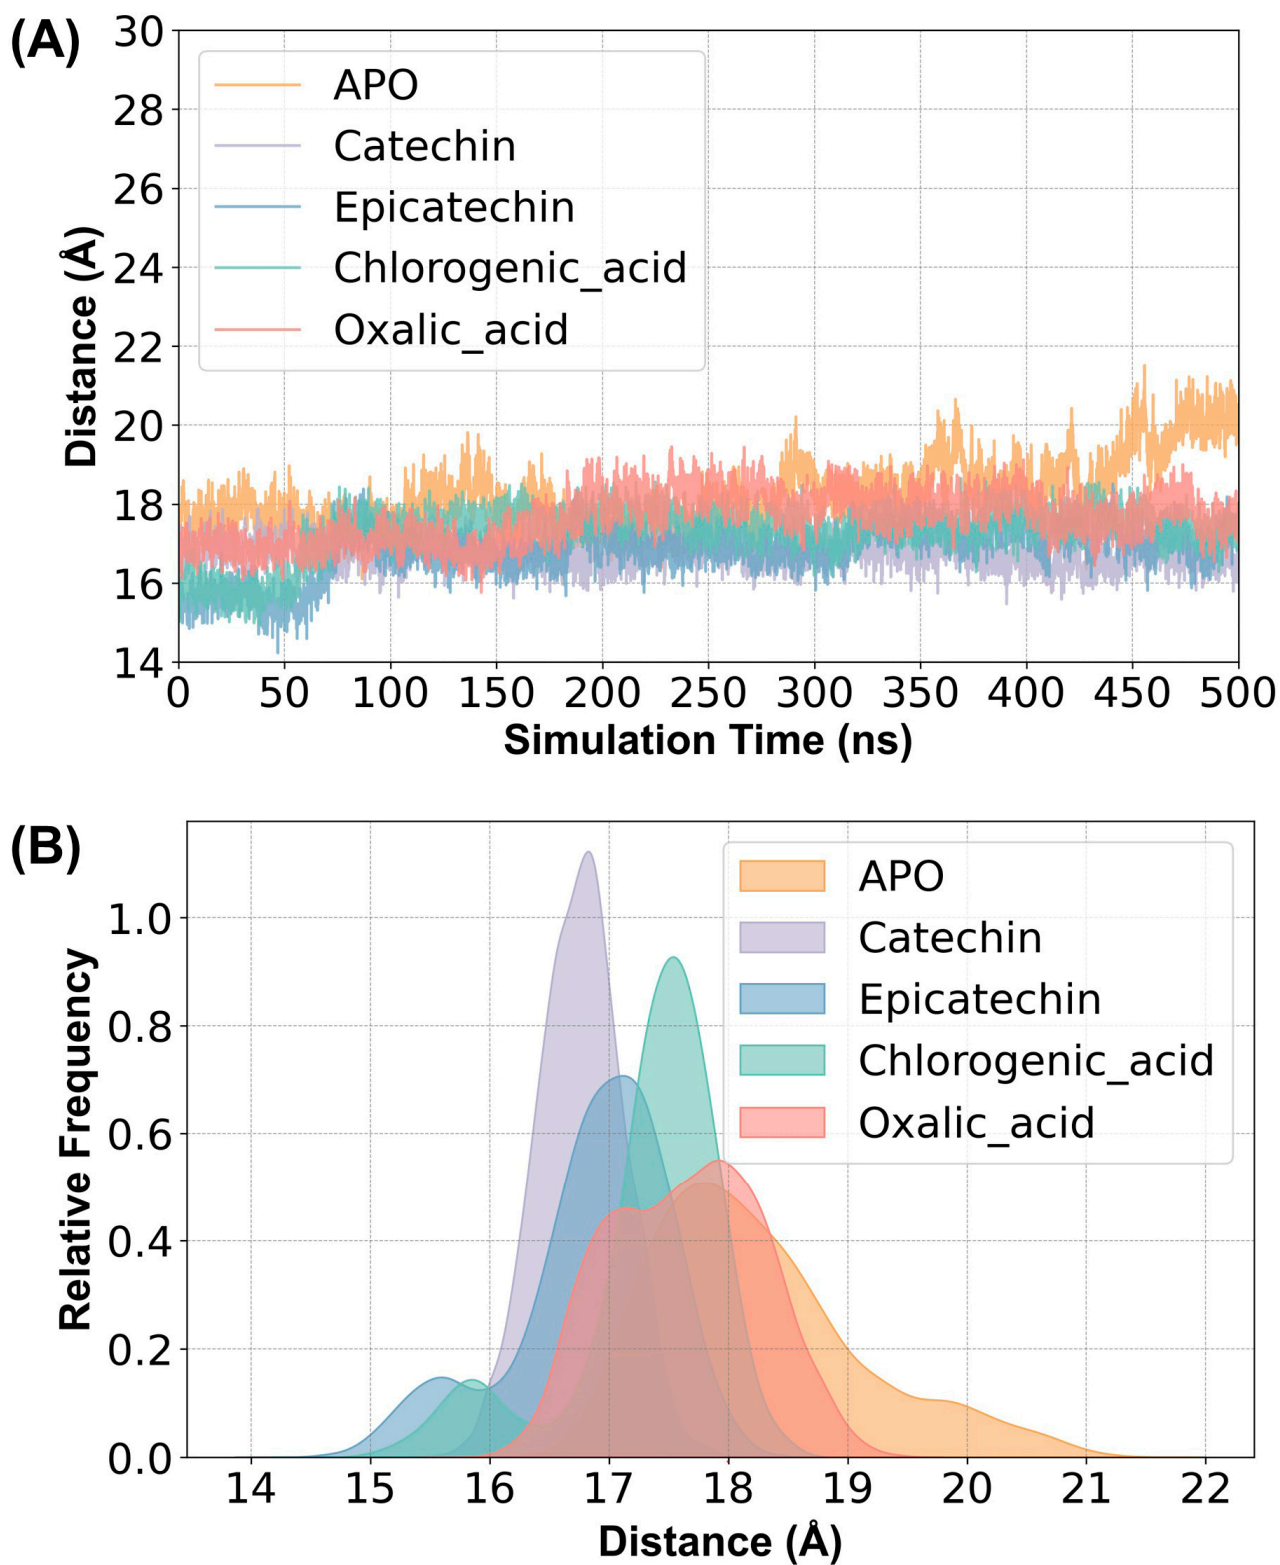 (A)
30
28
26
24
22
20
18
16
14
Distance (Å)
APO
Catechin
Epicatechin
Chlorogenic_acid
Oxalic_acid
0 50 100 150 200 250 300 350 400 450 500
Simulation Time (ns)
(B)
1.0
0.8
0.6
0.4
0.2
0.0
Relative Frequency
APO
Catechin
Epicatechin
Chlorogenic_acid
Oxalic_acid
14 15 16 17 18 19 20 21 22
Distance (Å)